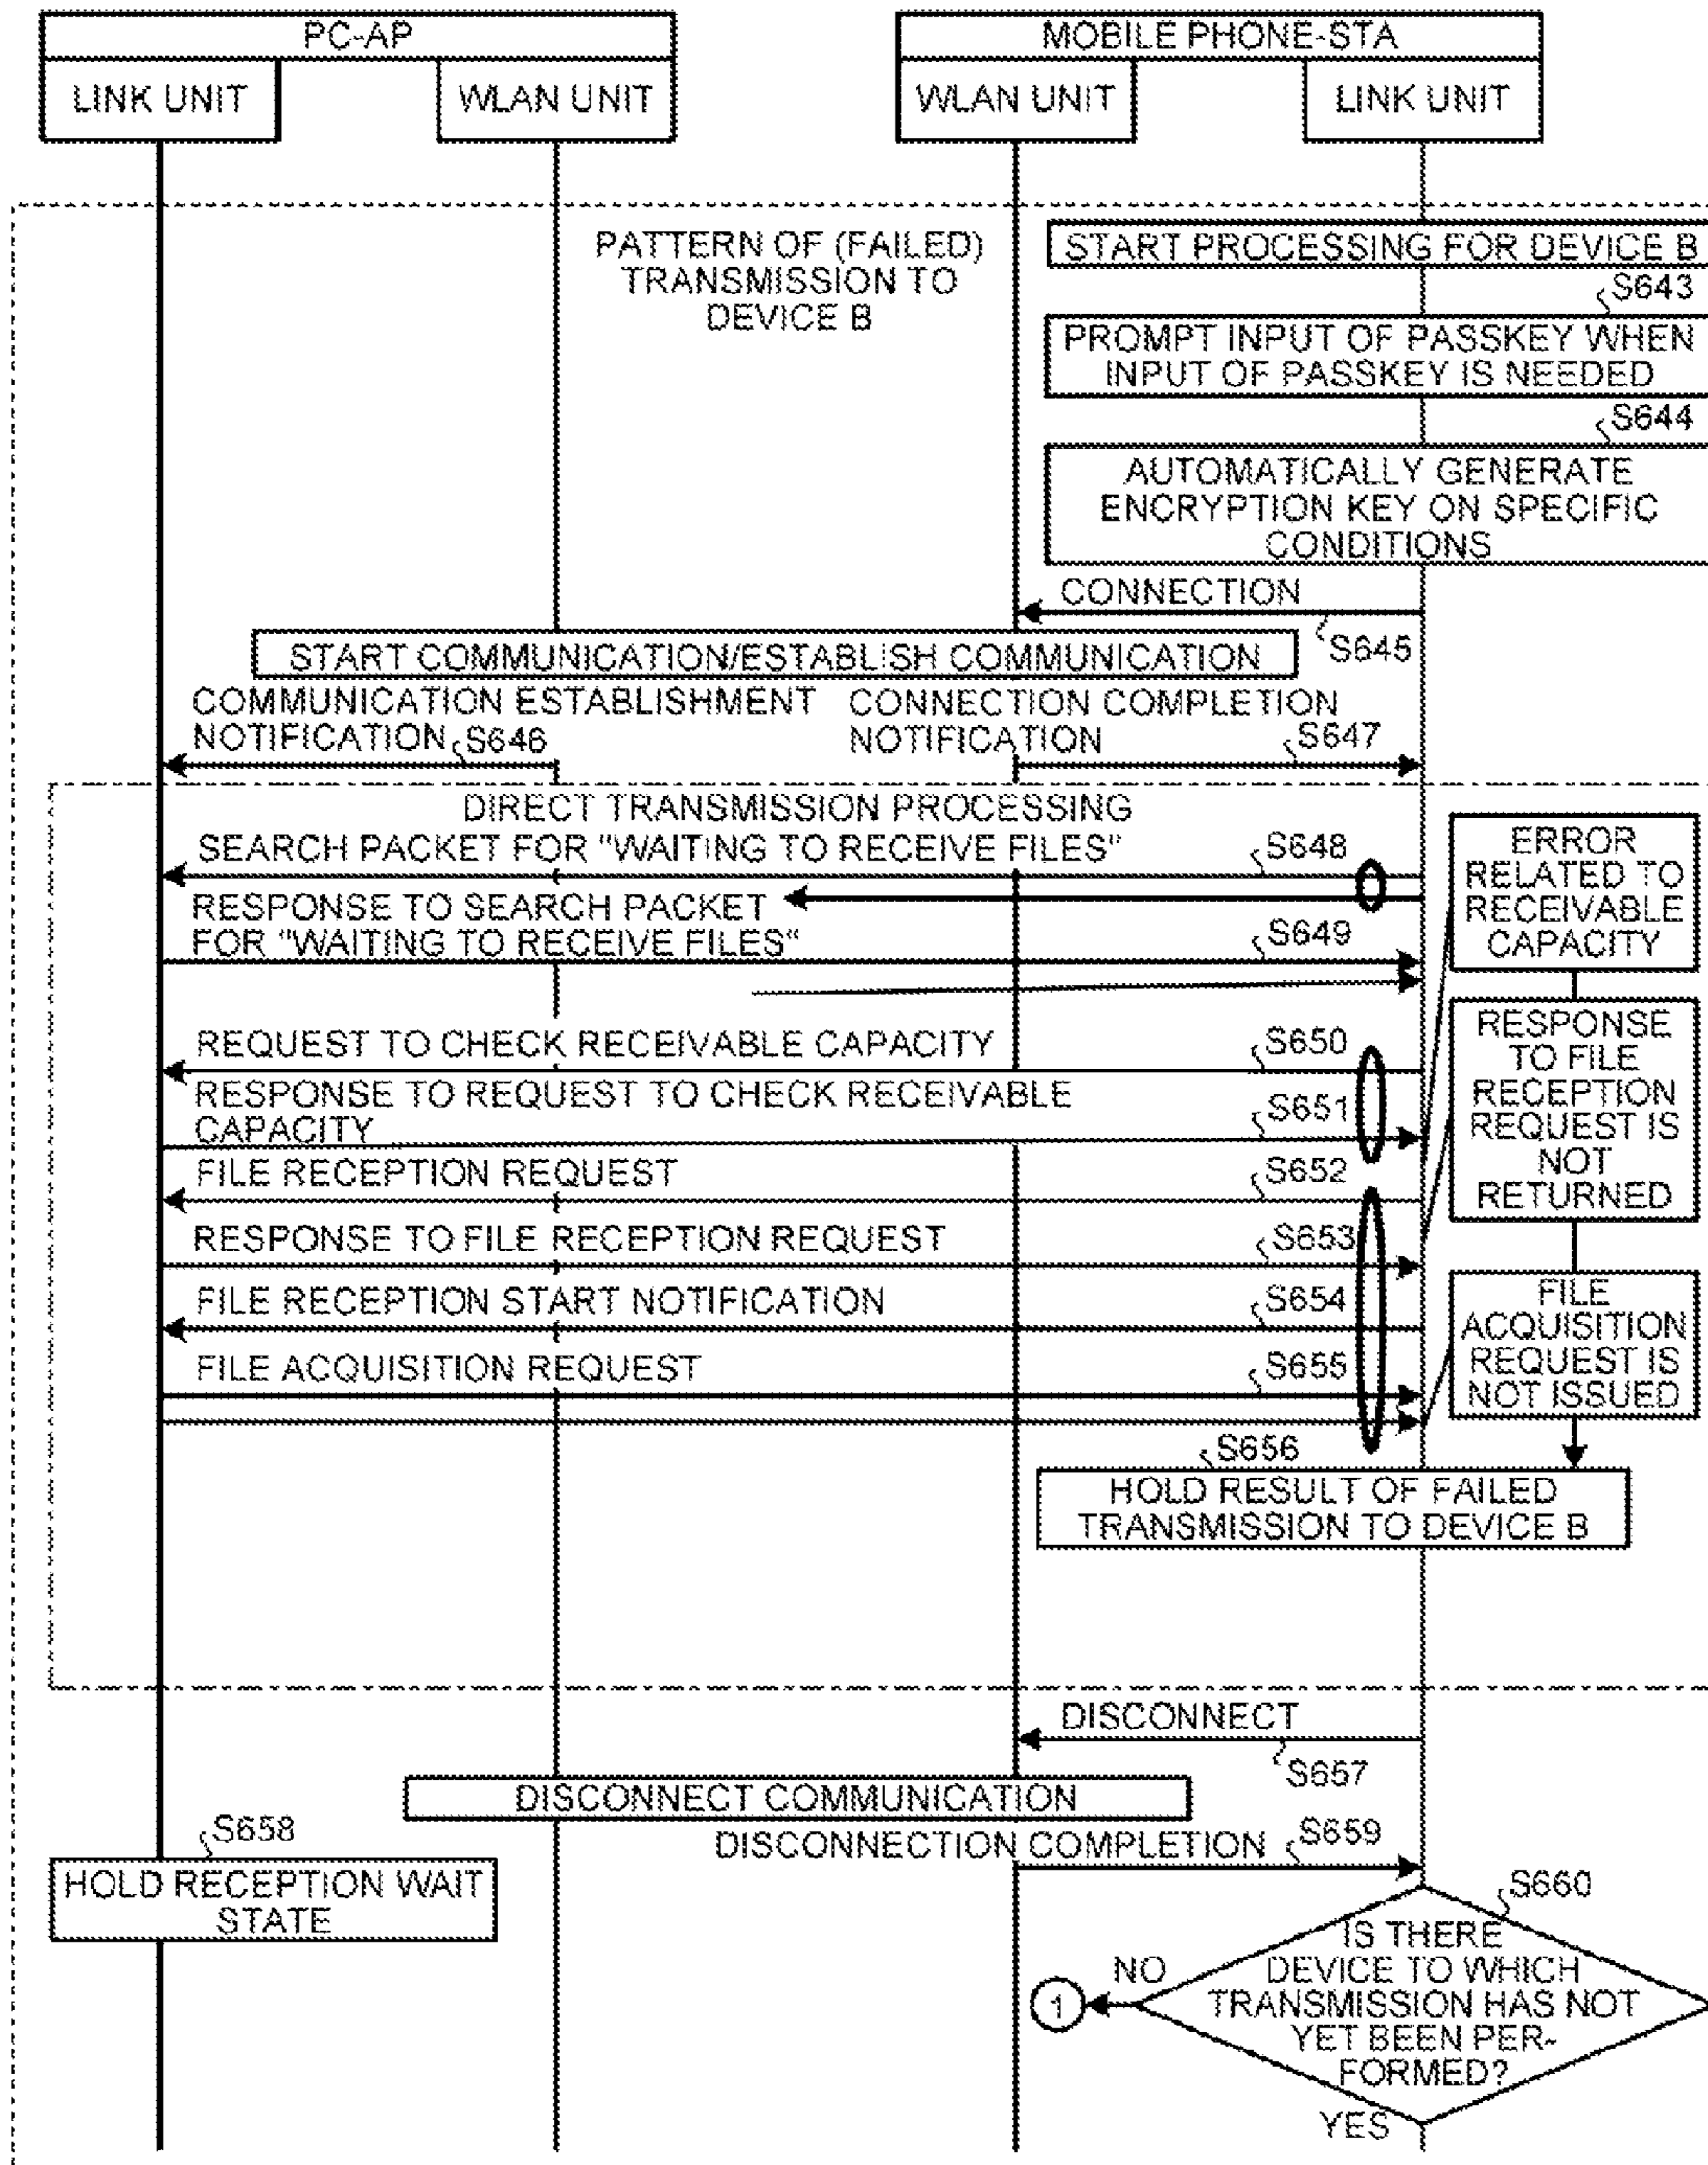 PC-AP
MOBILE PHONE-STA
LINK UNIT
WLAN UNIT
WLAN UNIT
LINK UNIT
PATTERN OF (FAILED)
TRANSMISSION TO
DEVICE B
START PROCESSING FOR DEVICE B
S643
PROMPT INPUT OF PASSKEY WHEN
INPUT OF PASSKEY IS NEEDED
S644
AUTOMATICALLY GENERATE
ENCRYPTION KEY ON SPECIFIC
CONDITIONS
CONNECTION
S645
START COMMUNICATION/ESTABLISH COMMUNICATION
COMMUNICATION ESTABLISHMENT
NOTIFICATION
S646
CONNECTION COMPLETION
NOTIFICATION
S647
DIRECT TRANSMISSION PROCESSING
SEARCH PACKET FOR "WAITING TO RECEIVE FILES"
S648
RESPONSE TO SEARCH PACKET
FOR "WAITING TO RECEIVE FILES"
S649
ERROR
RELATED TO
RECEIVABLE
CAPACITY
REQUEST TO CHECK RECEIVABLE CAPACITY
S650
RESPONSE TO REQUEST TO CHECK RECEIVABLE
CAPACITY
S651
RESPONSE
TO FILE
RECEPTION
REQUEST IS
NOT
RETURNED
FILE RECEPTION REQUEST
S652
RESPONSE TO FILE RECEPTION REQUEST
S653
FILE RECEPTION START NOTIFICATION
S654
FILE ACQUISITION REQUEST
S655
FILE
ACQUISITION
REQUEST IS
NOT ISSUED
S656
HOLD RESULT OF FAILED
TRANSMISSION TO DEVICE B
DISCONNECT
S657
DISCONNECT COMMUNICATION
S658
DISCONNECTION COMPLETION
S659
HOLD RECEPTION WAIT
STATE
S660
IS THERE
DEVICE TO WHICH
TRANSMISSION HAS NOT
YET BEEN PER-
FORMED?
NO
1
YES